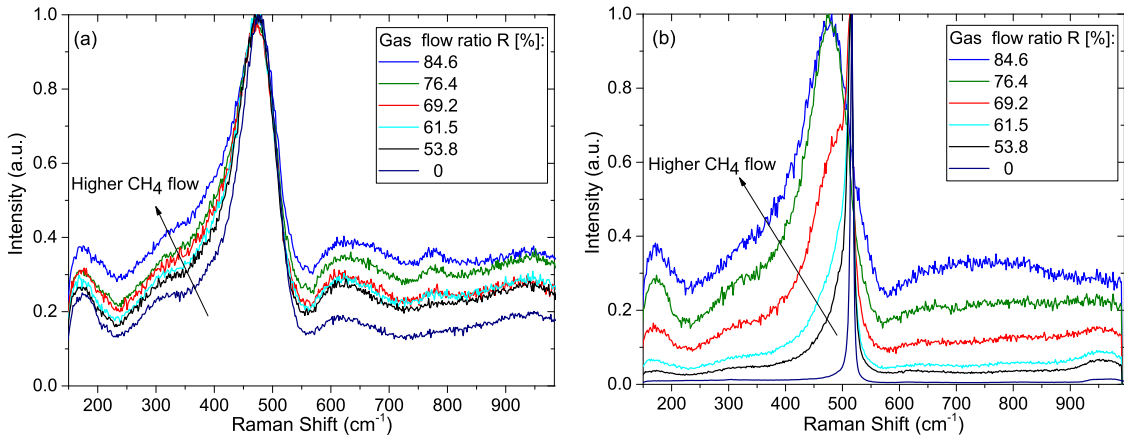 (a)
Gas flow ratio R [%]:
84.6
76.4
69.2
61.5
53.8
0
Higher CH4 flow
Intensity (a.u.)
1.0
0.8
0.6
0.4
0.2
0.0
200 300 400 500 600 700 800 900
Raman Shift (cm-1)
(b)
Gas flow ratio R [%]:
84.6
76.4
69.2
61.5
53.8
0
Higher CH4 flow
Intensity (a.u.)
1.0
0.8
0.6
0.4
0.2
0.0
200 300 400 500 600 700 800 900
Raman Shift (cm-1)